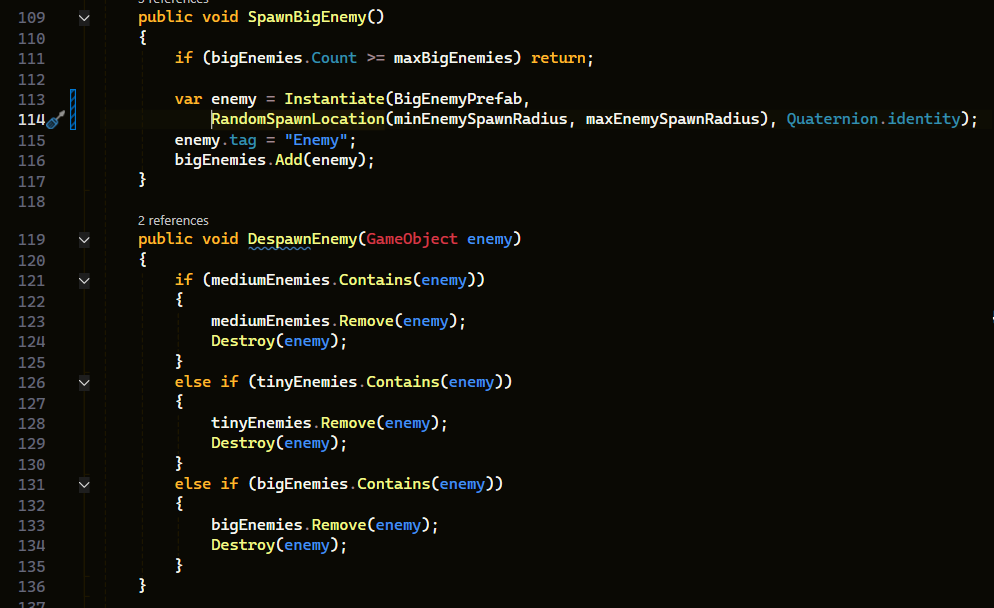 3 references
109 public void SpawnBigEnemy()
110 {
111 if (bigEnemies.Count >= maxBigEnemies) return;
112
113 var enemy = Instantiate(BigEnemyPrefab,
114 RandomSpawnLocation(minEnemySpawnRadius, maxEnemySpawnRadius), Quaternion.identity);
115 enemy.tag = "Enemy";
116 bigEnemies.Add(enemy);
117 }
118
2 references
119 public void DespawnEnemy(GameObject enemy)
120 {
121 if (mediumEnemies.Contains(enemy))
122 {
123 mediumEnemies.Remove(enemy);
124 Destroy(enemy);
125 }
126 else if (tinyEnemies.Contains(enemy))
127 {
128 tinyEnemies.Remove(enemy);
129 Destroy(enemy);
130 }
131 else if (bigEnemies.Contains(enemy))
132 {
133 bigEnemies.Remove(enemy);
134 Destroy(enemy);
135 }
136 }
137